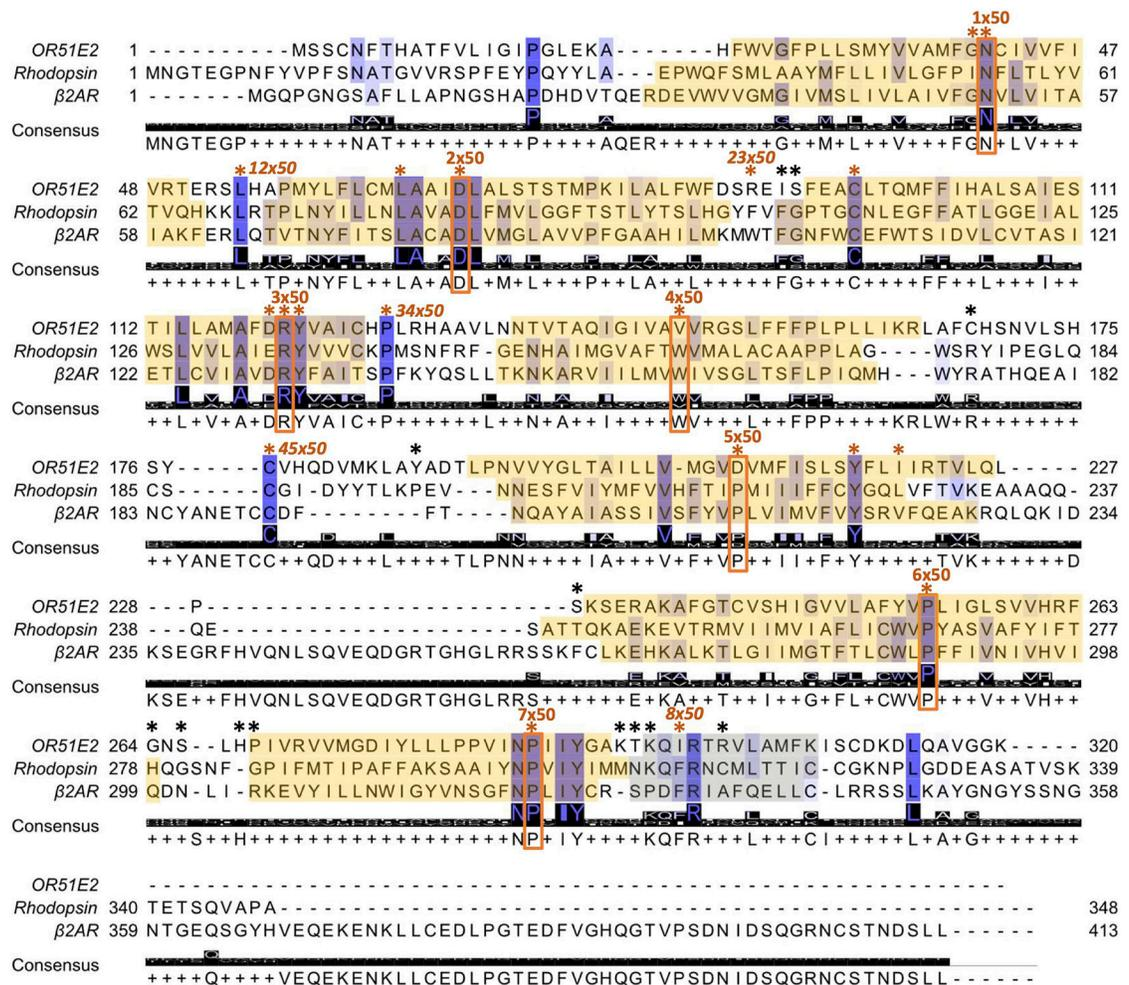 1x50
**
OR51E2 1 ----------MSSCNFTHATFVLIGIPGLEKA-------HFWVGFPLLSMYVVAMFGNCIVVFI 47
Rhodopsin 1 MNGTEGPNFYVPFSNATGVVRSPFEYPQYYLA---EPWQFSMLAAYMFLLIVLGFPINFLTLYV 61
β2AR 1 -------MGQPGNGSAFLLAPNGSHAPDHDVTQERDEVWVVGMGIVMSLIVLAIVFGNVLVITA 57
Consensus
MNGTEGP+++++++NAT+++++++++P++++AQER++++++++G++M+L++V++++FGN+LV+++
* 12x50 * 2x50 * 23x50 * ** *
OR51E2 48 VRTERSLHAPMYLFLCMLAAIDLALSTSTMPKILALFWFDSREISFEACLTQMFFIHALSAIES 111
Rhodopsin 62 TVQHKKLRTPLNYILLNLAVADLFMVLGGFTSTLYTSLHGYFVFGPTGCNLEGFFATLGGEIAL 125
β2AR 58 IAKFERLQTVTNYFITSLACADLVMGLAVVPFGAAHILMKMWTFGNFWCEFWTSIDVLCVTASI 121
Consensus
++++++L+TP+NYFL++LA+ADL+M+L+++P+++LA+L++++++FG+++C++++FF++L+++I+
3x50 *** * 34x50 4x50 * *
OR51E2 112 TILLAMAFDRYVAICHPLRHAAVLNNTVTAQIGIVAVVRGSLFFFPLPLLIKRLAFCHSNVLSH 175
Rhodopsin 126 WSLVVLAIERYVVVCKPMSNFRF-GENHAIMGVAFTWVMALACAAPPLAG----WSRYIPEGLQ 184
β2AR 122 ETLCVIAVDRYFAITSPFKYQSLLTKNKARVIILMVWIVSGLTSFLPIQMH---WYRATHQEAI 182
Consensus
++L+V+A+DRYVAIC+P++++++L++N+A++I++++WV+++L++FPP++++++KRLW+R++++++
* 45x50 * 5x50 * * *
OR51E2 176 SY------CVHQDVMKLAYADTLPNVVYGLTAILLV-MGVDVMFISLSYFLIIRTVLQL----- 227
Rhodopsin 185 CS------CGI-DYYTLKPEV---NNESFVIYMFVVHFTIPMIIIFFCYGQLVFTVKEAAAQQ- 237
β2AR 183 NCYANETCCDF--------FT----NQAYAIASSIVSFYVPLVIMVFVYSRVFQEAKRQLQKID 234
Consensus
++YANETCC++QD+++L++++TLPNN++++IA+++V+F+VP++II+F+Y+++++TVK++++++D
* 6x50 *
OR51E2 228 ---P-------------------------SKSERAKAFGTCVSHIGVVLAFYVPLIGLSVVHRF 263
Rhodopsin 238 ---QE---------------------SATTQKAEKEVTRMVIIMVIAFLICWVPYASVAFYIFT 277
β2AR 235 KSEGRFHVQNLSQVEQDGRTGHGLRRSSKFCLKEHKALKTLGIIMGTFTLCWLPFFIVNIVHVI 298
Consensus
KSE++FHVQNLSQVEQDGRTGHGLRRS++++++E+KA++T++II++G+FL+CWVP+++V++VH++
* * ** 7x50 * *** 8x50 * *
OR51E2 264 GNS--LHPIVRVVMGDIYLLLPPVINPIIYGAKTKQIRTRVLAMFKISCDKDLQAVGGK----- 320
Rhodopsin 278 HQGSNF-GPIFMTIPAFFAKSAAIYNPVIYIMMNKQFRNCMLTTIC-CGKNPLGDDEASATVSK 339
β2AR 299 QDN-LI-RKEVYILLNWIGYVNSGFNPLIYCR-SPDFRIAFQELLC-LRRSSLKAYGNGYSSNG 358
Consensus
+++S++H+++++++++++++++++NP+IY++++KQFR+++L+++CI++++L+A+G+++++++
OR51E2 -----------------------------------------------------------
Rhodopsin 340 TETSQVAPA---------------------------------------------------- 348
β2AR 359 NTGEQSGYHVEQEKENKLLCEDLPGTEDFVGHQGTVPSDNIDSQGRNCSTNDSLL------ 413
Consensus
++++Q++++VEQEKENKLLCEDLPGTEDFVGHQGTVPSDNIDSQGRNCSTNDSLL------